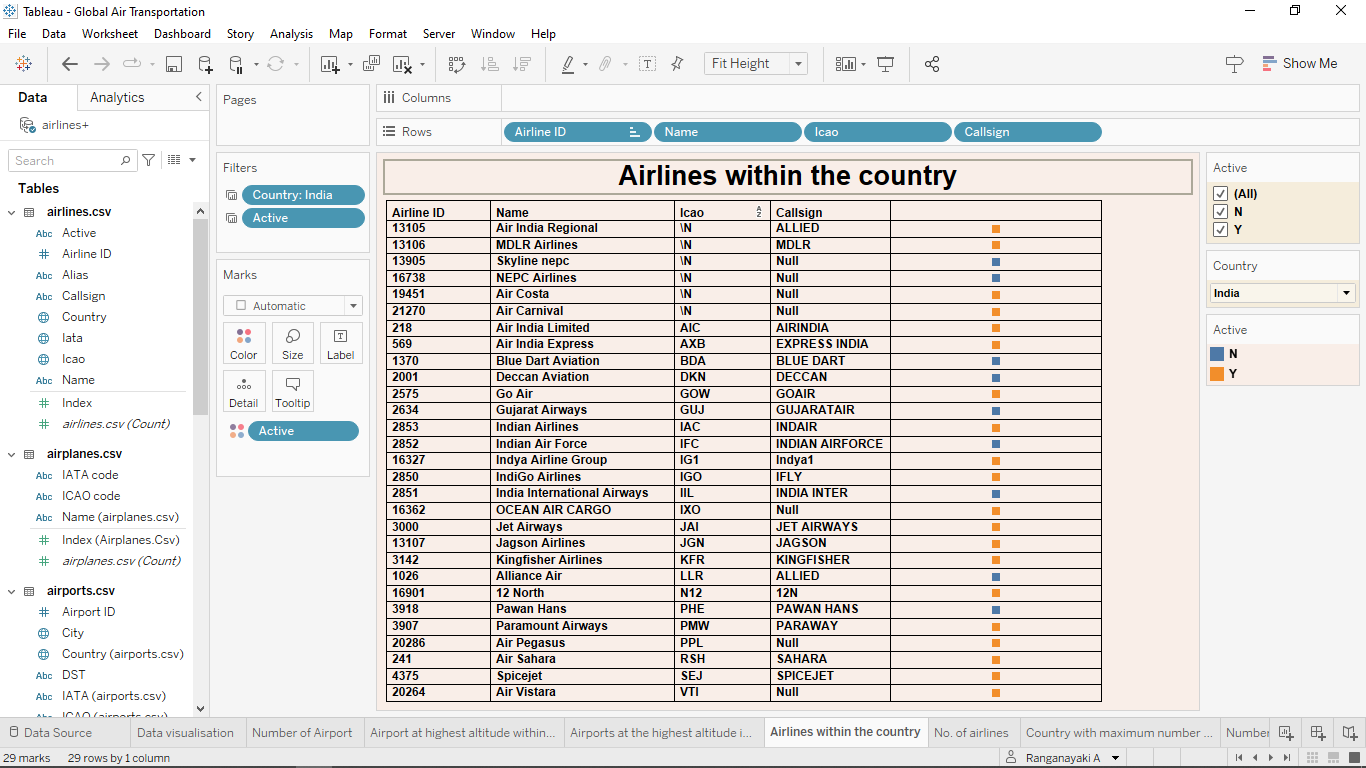 Tableau - Global Air Transportation
File Data Worksheet Dashboard Story Analysis Map Format Server Window Help
Fit Height
Show Me
Data Analytics
airlines+
Search
Tables
airlines.csv
Abc Active
Airline ID
Abc Alias
Abc Callsign
Country
Iata
Icao
Abc Name
Index
airlines.csv (Count)
airplanes.csv
Abc IATA code
Abc ICAO code
Abc Name (airplanes.csv)
Index (Airplanes.Csv)
airplanes.csv (Count)
airports.csv
Airport ID
City
Country (airports.csv)
Abc DST
Abc IATA (airports.csv)
ICAO (airports.csv)
Pages
Filters
Country: India
Active
Marks
Automatic
Color Size Label
Detail Tooltip
Active
Columns
Rows Airline ID Name Icao Callsign
Airlines within the country
Airline ID Name Icao Callsign
13105 Air India Regional \N ALLIED
13106 MDLR Airlines \N MDLR
13905 Skyline nepc \N Null
16738 NEPC Airlines \N Null
19451 Air Costa \N Null
21270 Air Carnival \N Null
218 Air India Limited AIC AIRINDIA
569 Air India Express AXB EXPRESS INDIA
1370 Blue Dart Aviation BDA BLUE DART
2001 Deccan Aviation DKN DECCAN
2575 Go Air GOW GOAIR
2634 Gujarat Airways GUJ GUJARATAIR
2853 Indian Airlines IAC INDAIR
2852 Indian Air Force IFC INDIAN AIRFORCE
16327 Indya Airline Group IG1 Indya1
2850 IndiGo Airlines IGO IFLY
2851 India International Airways IIL INDIA INTER
16362 OCEAN AIR CARGO IXO Null
3000 Jet Airways JAI JET AIRWAYS
13107 Jagson Airlines JGN JAGSON
3142 Kingfisher Airlines KFR KINGFISHER
1026 Alliance Air LLR ALLIED
16901 12 North N12 12N
3918 Pawan Hans PHE PAWAN HANS
3907 Paramount Airways PMW PARAWAY
20286 Air Pegasus PPL Null
241 Air Sahara RSH SAHARA
4375 Spicejet SEJ SPICEJET
20264 Air Vistara VTI Null
Active
(All)
N
Y
Country
India
Active
N
Y
Data Source Data visualisation Number of Airport Airport at highest altitude within... Airports at the highest altitude i... Airlines within the country No. of airlines Country with maximum number ... Number
29 marks 29 rows by 1 column Ranganayaki A